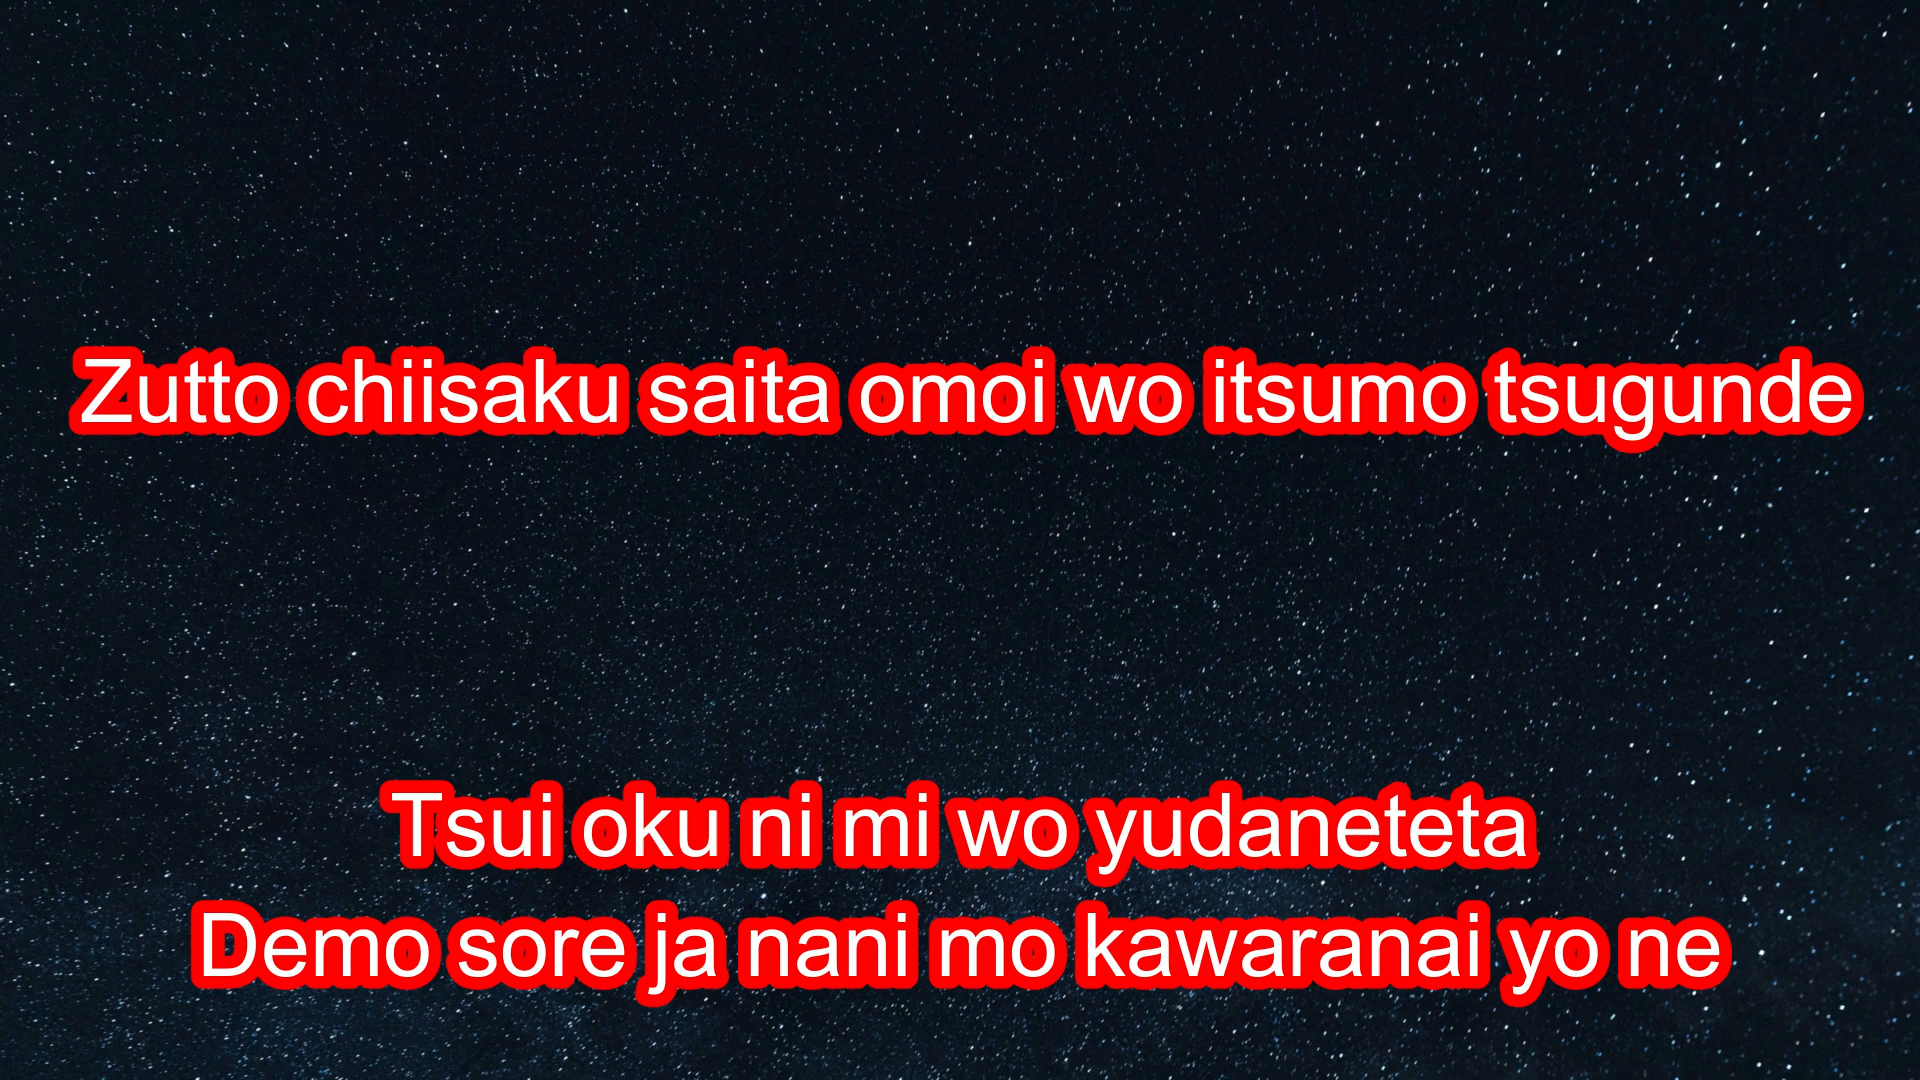 Zutto chiisaku saita omoi wo itsumo tsugunde
Tsui oku ni mi wo yudaneteta
Demo sore ja nani mo kawaranai yo ne